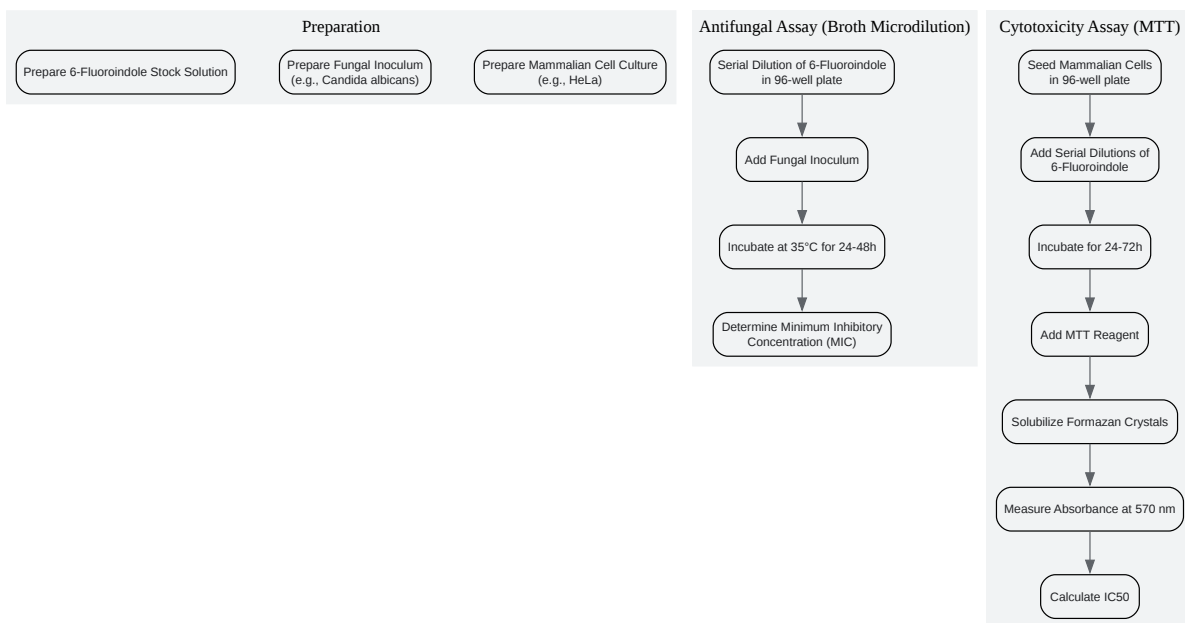 Preparation
Prepare 6-Fluoroindole Stock Solution
Prepare Fungal Inoculum
(e.g., Candida albicans)
Prepare Mammalian Cell Culture
(e.g., HeLa)
Antifungal Assay (Broth Microdilution)
Serial Dilution of 6-Fluoroindole
in 96-well plate
Add Fungal Inoculum
Incubate at 35°C for 24-48h
Determine Minimum Inhibitory
Concentration (MIC)
Cytotoxicity Assay (MTT)
Seed Mammalian Cells
in 96-well plate
Add Serial Dilutions of
6-Fluoroindole
Incubate for 24-72h
Add MTT Reagent
Solubilize Formazan Crystals
Measure Absorbance at 570 nm
Calculate IC50